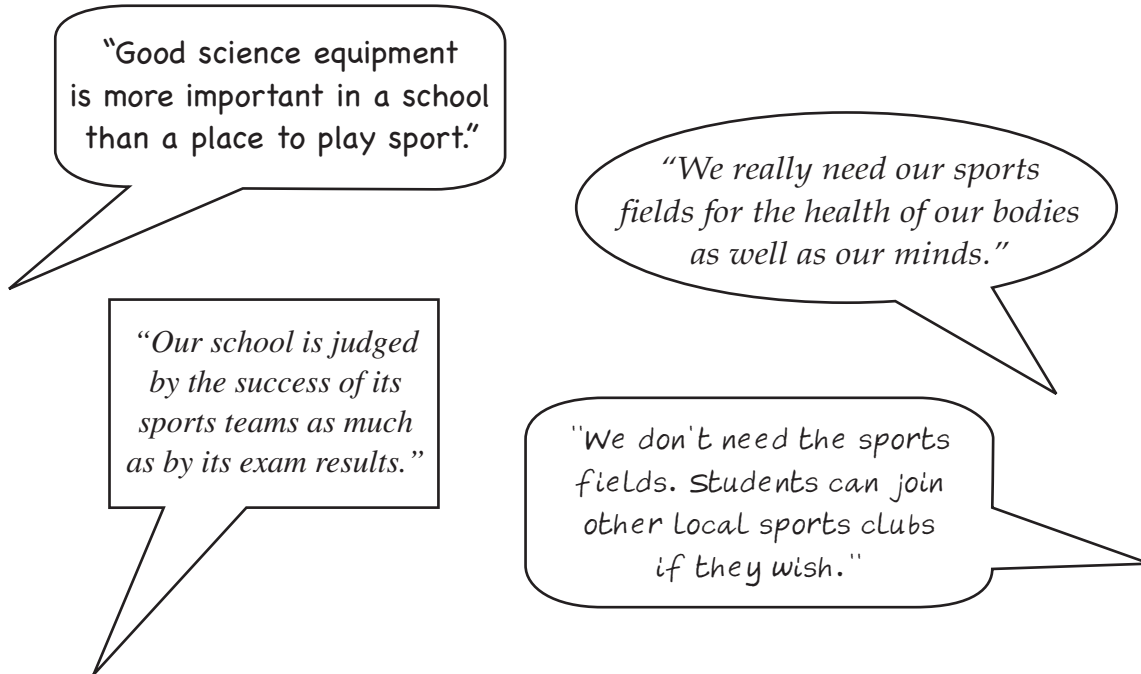 “Good science equipment
is more important in a school
than a place to play sport.”
“We really need our sports
fields for the health of our bodies
as well as our minds.”
“Our school is judged
by the success of its
sports teams as much
as by its exam results.”
"We don't need the sports
fields. Students can join
other local sports clubs
if they wish."